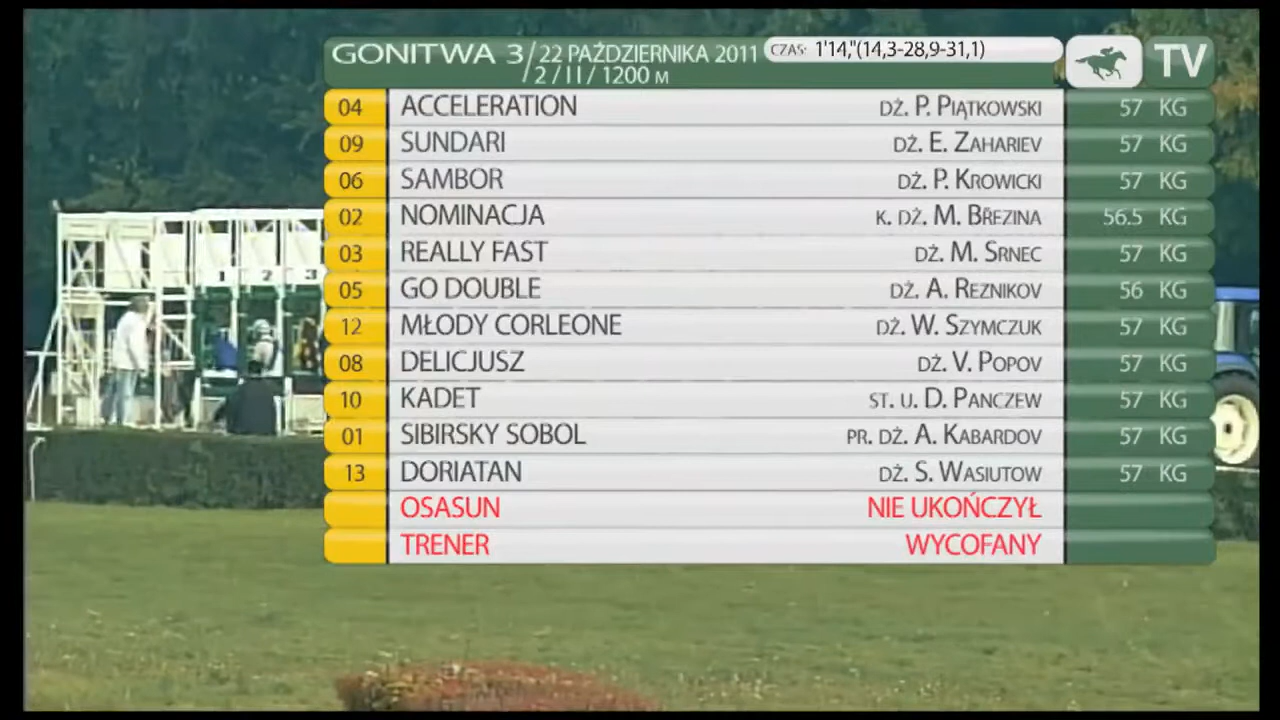 GONITWA 3 / 22 PAŹDZIERNIKA 2011
CZAS: 1'14,"(14,3-28,9-31,1)
TV
2 / II / 1200 M
04 ACCELERATION DŻ. P. PIĄTKOWSKI 57 KG
09 SUNDARI DŻ. E. ZAHARIEV 57 KG
06 SAMBOR DŻ. P. KROWICKI 57 KG
02 NOMINACJA K. DŻ. M. BŘEZINA 56.5 KG
03 REALLY FAST DŻ. M. SRNEC 57 KG
05 GO DOUBLE DŻ. A. REZNIKOV 56 KG
12 MŁODY CORLEONE DŻ. W. SZYMCZUK 57 KG
08 DELICJUSZ DŻ. V. POPOV 57 KG
10 KADET ST. U. D. PANCZEW 57 KG
01 SIBIRSKY SOBOL PR. DŻ. A. KABARDOV 57 KG
13 DORIATAN DŻ. S. WASIUTOW 57 KG
OSASUN NIE UKOŃCZYŁ
TRENER WYCOFANY
1 2 3